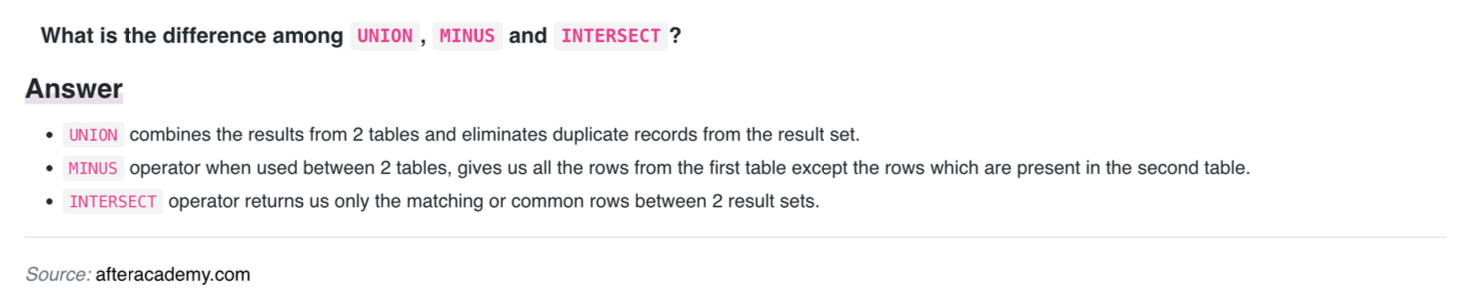 What is the difference among UNION, MINUS and INTERSECT?
Answer
UNION combines the results from 2 tables and eliminates duplicate records from the result set.
MINUS operator when used between 2 tables, gives us all the rows from the first table except the rows which are present in the second table.
INTERSECT operator returns us only the matching or common rows between 2 result sets.
Source: afteracademy.com